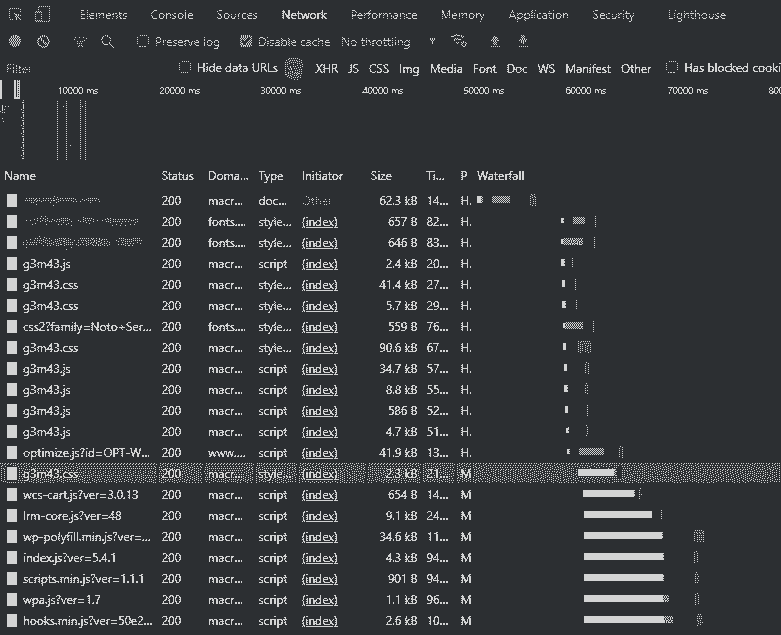 Elements Console Sources Network Performance Memory Application Security Lighthouse
Preserve log Disable cache No throttling
Filter Hide data URLs XHR JS CSS Img Media Font Doc WS Manifest Other Has blocked cooki
10000 ms 20000 ms 30000 ms 40000 ms 50000 ms 60000 ms 70000 ms 800
Name Status Doma... Type Initiator Size Ti... P Waterfall
200 macr... doc... Other 62.3 kB 14... H.
200 fonts.... style... (index) 657 B 82... H.
200 fonts.... style... (index) 646 B 83... H.
g3m43.js 200 macr... script (index) 2.4 kB 20... H.
g3m43.css 200 macr... style... (index) 41.4 kB 27... H.
g3m43.css 200 macr... style... (index) 5.7 kB 29... H.
css2?family=Noto+Ser... 200 fonts.... style... (index) 559 B 76... H.
g3m43.css 200 macr... style... (index) 90.6 kB 67... H.
g3m43.js 200 macr... script (index) 34.7 kB 57... H.
g3m43.js 200 macr... script (index) 8.8 kB 55... H.
g3m43.js 200 macr... script (index) 586 B 52... H.
g3m43.js 200 macr... script (index) 4.7 kB 51... H.
optimize.js?id=OPT-W... 200 www.... script (index) 41.9 kB 13... H.
g3m43.css 200 macr... style... (index) 2.3 kB 21... M
wcs-cart.js?ver=3.0.13 200 macr... script (index) 654 B 14... M
lrm-core.js?ver=48 200 macr... script (index) 9.1 kB 24... M
wp-polyfill.min.js?ver=... 200 macr... script (index) 34.6 kB 11... M
index.js?ver=5.4.1 200 macr... script (index) 4.3 kB 94... M
scripts.min.js?ver=1.1.1 200 macr... script (index) 901 B 94... M
wpa.js?ver=1.7 200 macr... script (index) 1.1 kB 96... M
hooks.min.js?ver=50e2... 200 macr... script (index) 2.6 kB 10... M